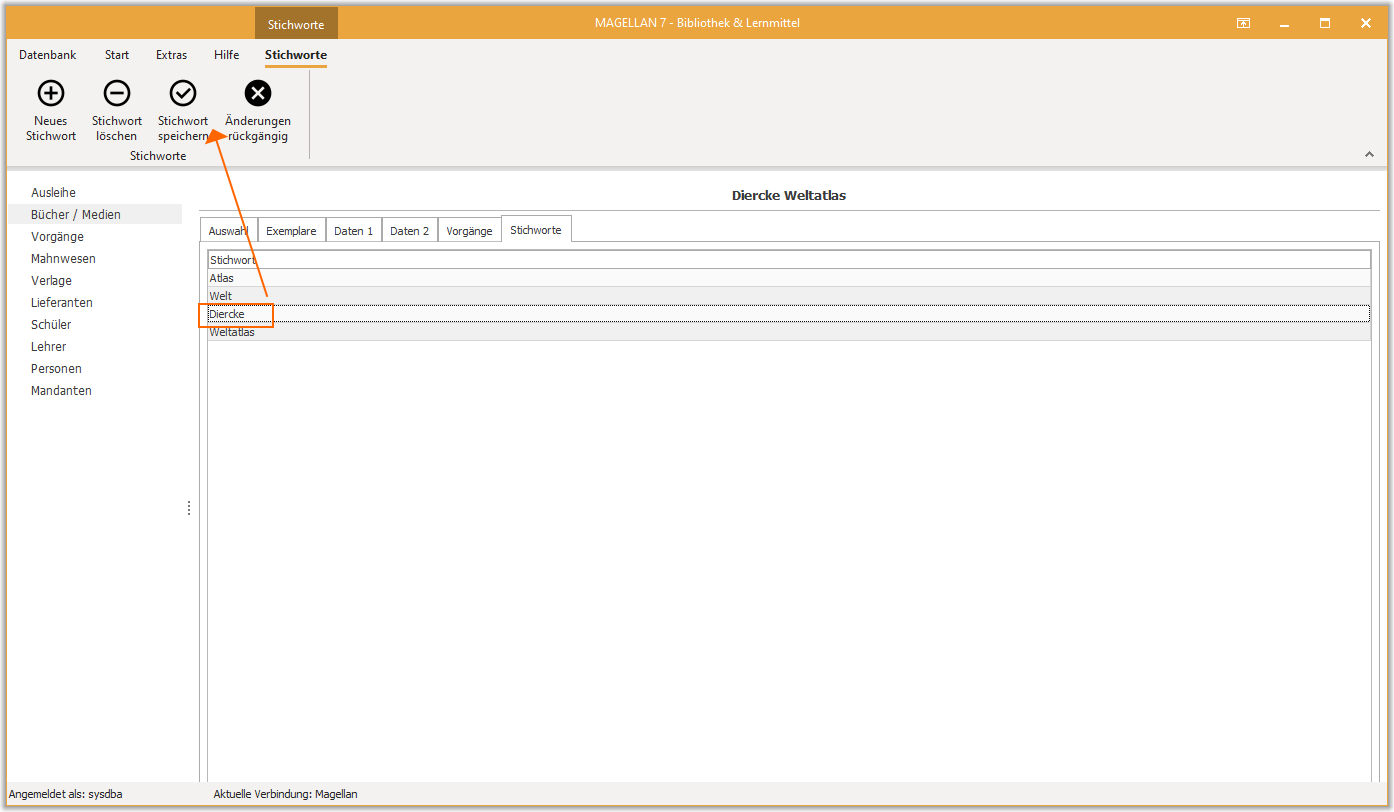 Stichworte
MAGELLAN 7 - Bibliothek & Lernmittel
Datenbank Start Extras Hilfe Stichworte
Neues Stichwort Stichwort Änderungen
Stichwort löschen speichern rückgängig
Stichworte
Ausleihe
Bücher / Medien
Vorgänge
Mahnwesen
Verlage
Lieferanten
Schüler
Lehrer
Personen
Mandanten
Diercke Weltatlas
Auswahl Exemplare Daten 1 Daten 2 Vorgänge Stichworte
Stichwort
Atlas
Welt
Diercke
Weltatlas
Angemeldet als: sysdba Aktuelle Verbindung: Magellan